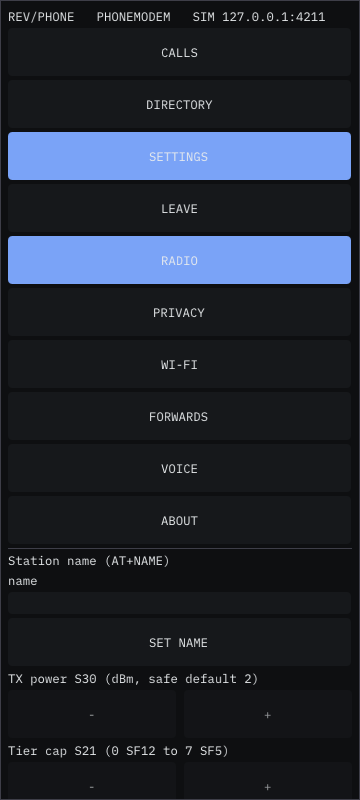 REV/PHONE   PHONEMODEM   SIM 127.0.0.1:4211
CALLS
DIRECTORY
SETTINGS
LEAVE
RADIO
PRIVACY
WI-FI
FORWARDS
VOICE
ABOUT
Station name (AT+NAME)
name
SET NAME
TX power S30 (dBm, safe default 2)
- +
Tier cap S21 (0 SF12 to 7 SF5)
- +